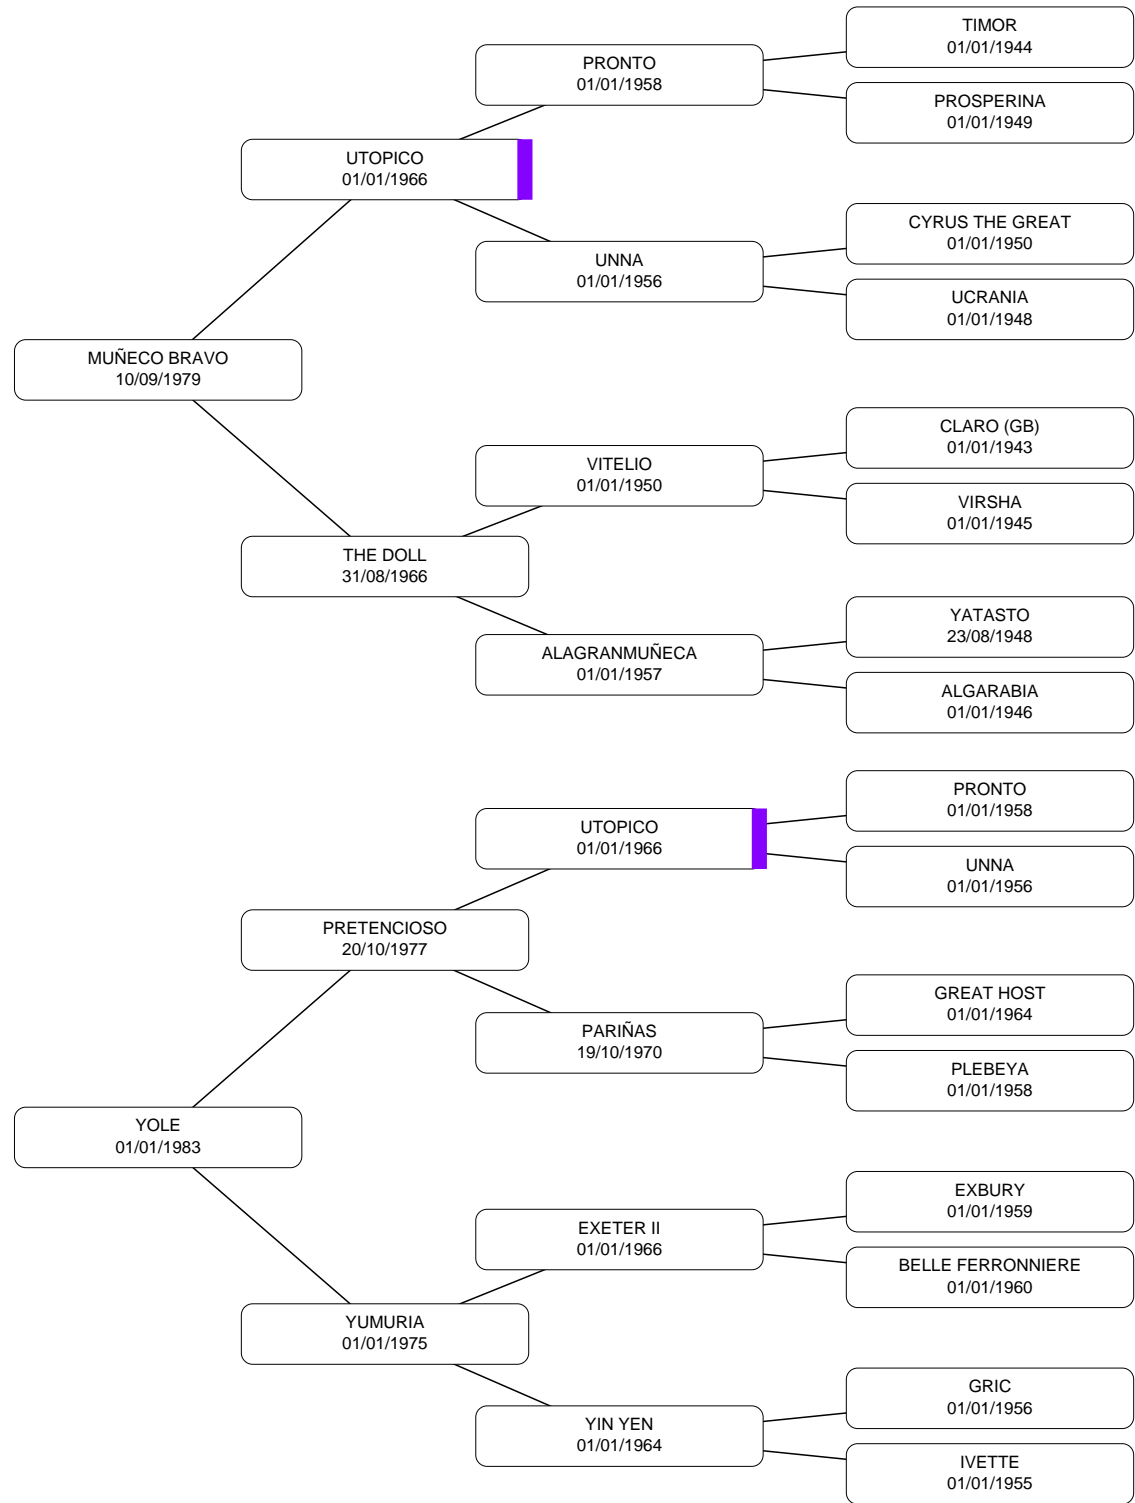 TIMOR
01/01/1944
PRONTO
01/01/1958
PROSPERINA
01/01/1949
UTOPICO
01/01/1966
CYRUS THE GREAT
01/01/1950
UNNA
01/01/1956
UCRANIA
01/01/1948
MUÑECO BRAVO
10/09/1979
CLARO (GB)
01/01/1943
VITELIO
01/01/1950
VIRSHA
01/01/1945
THE DOLL
31/08/1966
YATASTO
23/08/1948
ALAGRANMUÑECA
01/01/1957
ALGARABIA
01/01/1946
PRONTO
01/01/1958
UTOPICO
01/01/1966
UNNA
01/01/1956
PRETENCIOSO
20/10/1977
GREAT HOST
01/01/1964
PARIÑAS
19/10/1970
PLEBEYA
01/01/1958
YOLE
01/01/1983
EXBURY
01/01/1959
EXETER II
01/01/1966
BELLE FERRONNIERE
01/01/1960
YUMURIA
01/01/1975
GRIC
01/01/1956
YIN YEN
01/01/1964
IVETTE
01/01/1955